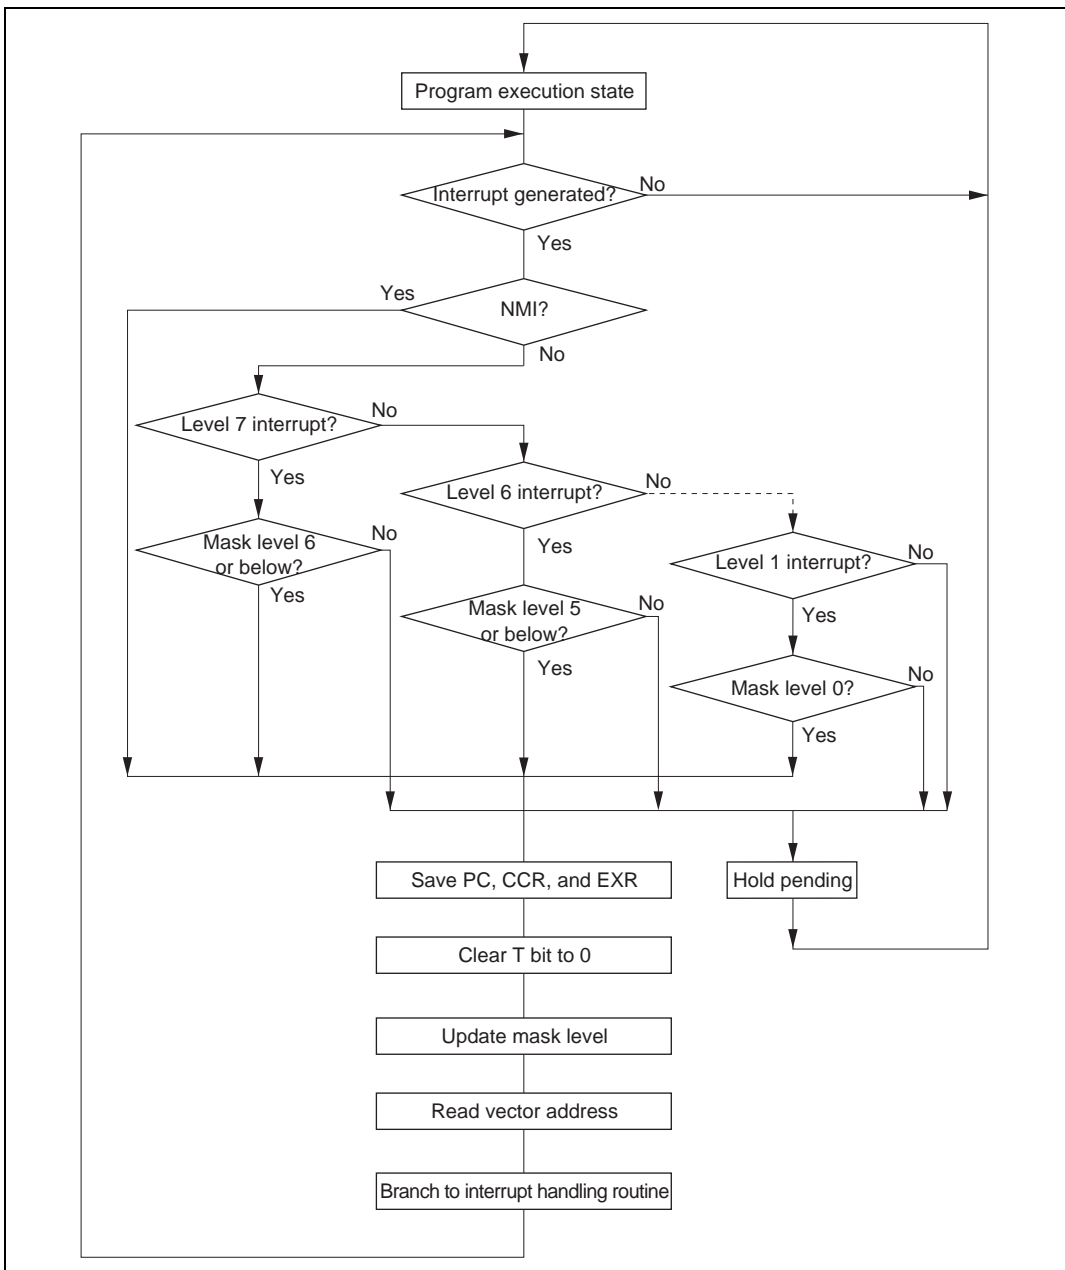 Program execution state
Interrupt generated?
No
Yes
Yes
NMI?
No
Level 7 interrupt?
No
Yes
Level 6 interrupt?
No
Yes
Mask level 6
or below?
No
Yes
Level 1 interrupt?
No
Yes
Mask level 5
or below?
No
Yes
Mask level 0?
No
Yes
Save PC, CCR, and EXR
Hold pending
Clear T bit to 0
Update mask level
Read vector address
Branch to interrupt handling routine